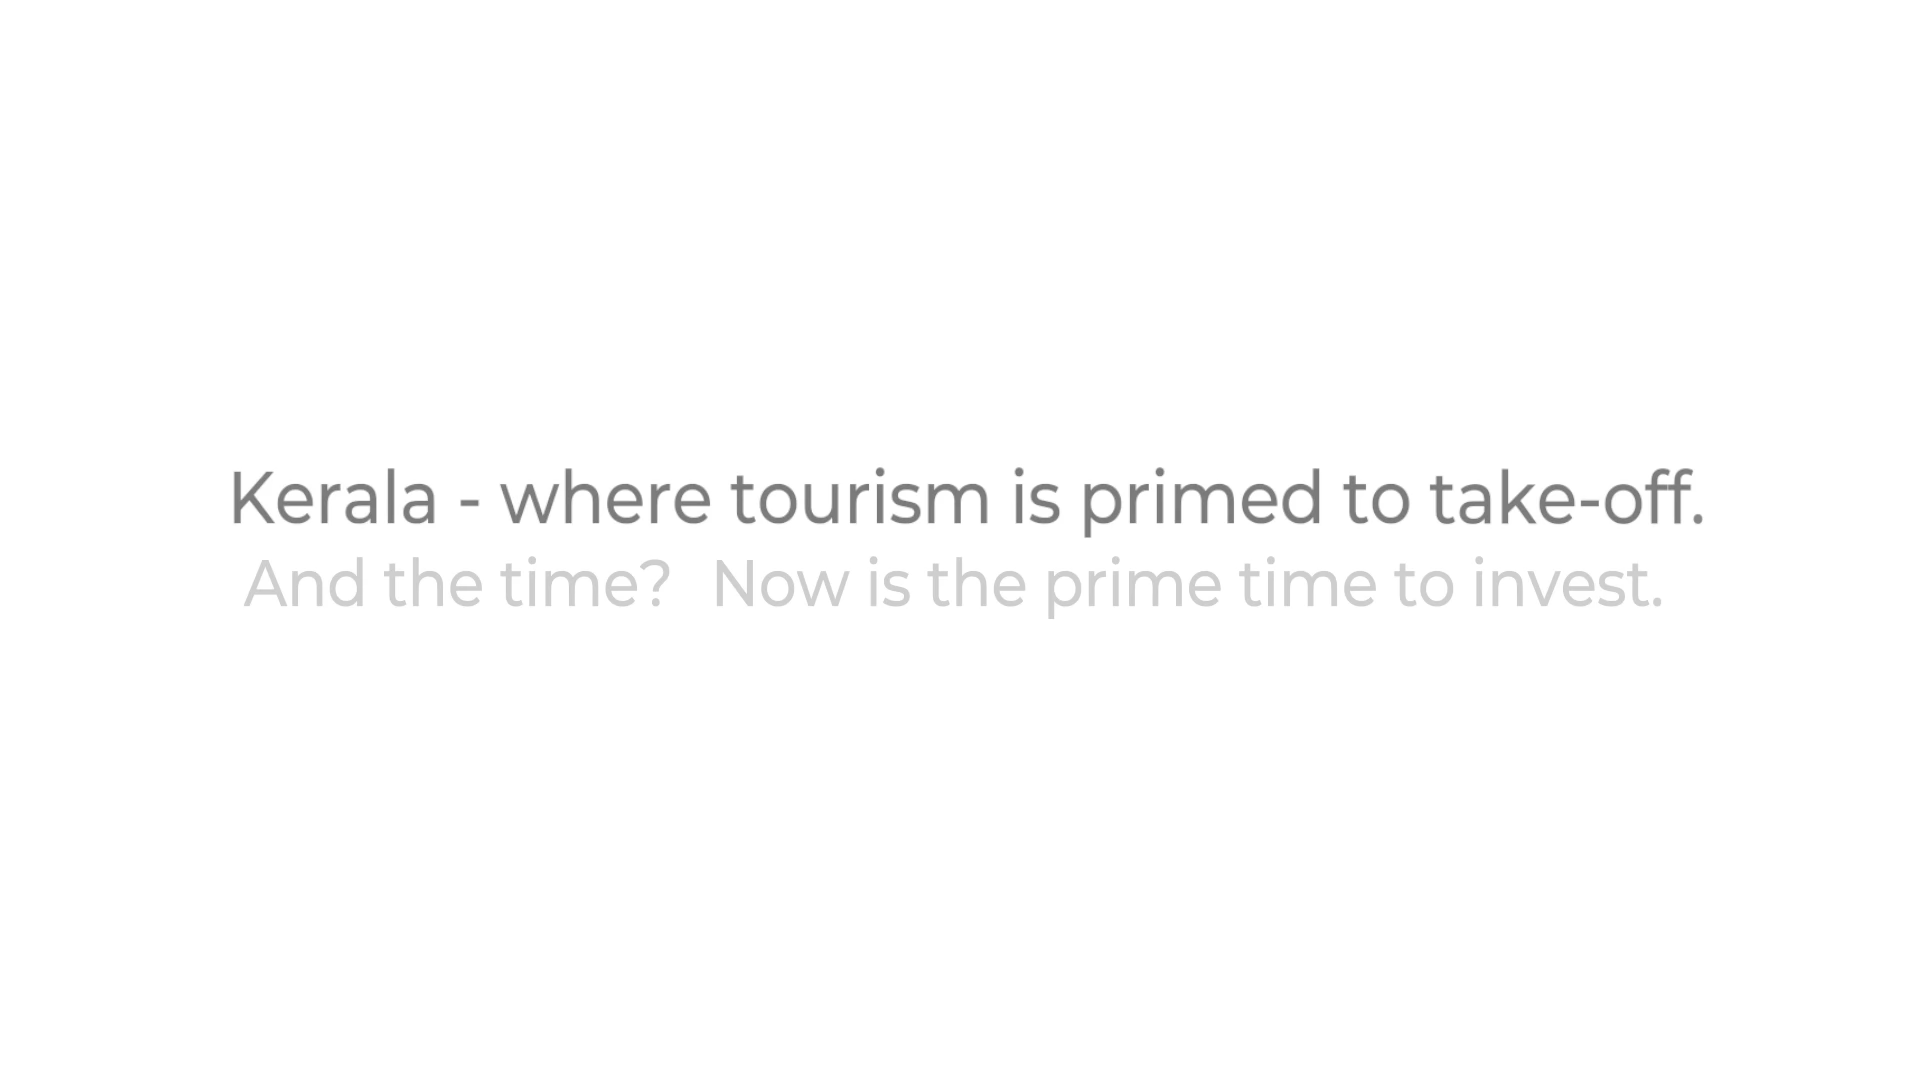 Kerala - where tourism is primed to take-off.
And the time? Now is the prime time to invest.